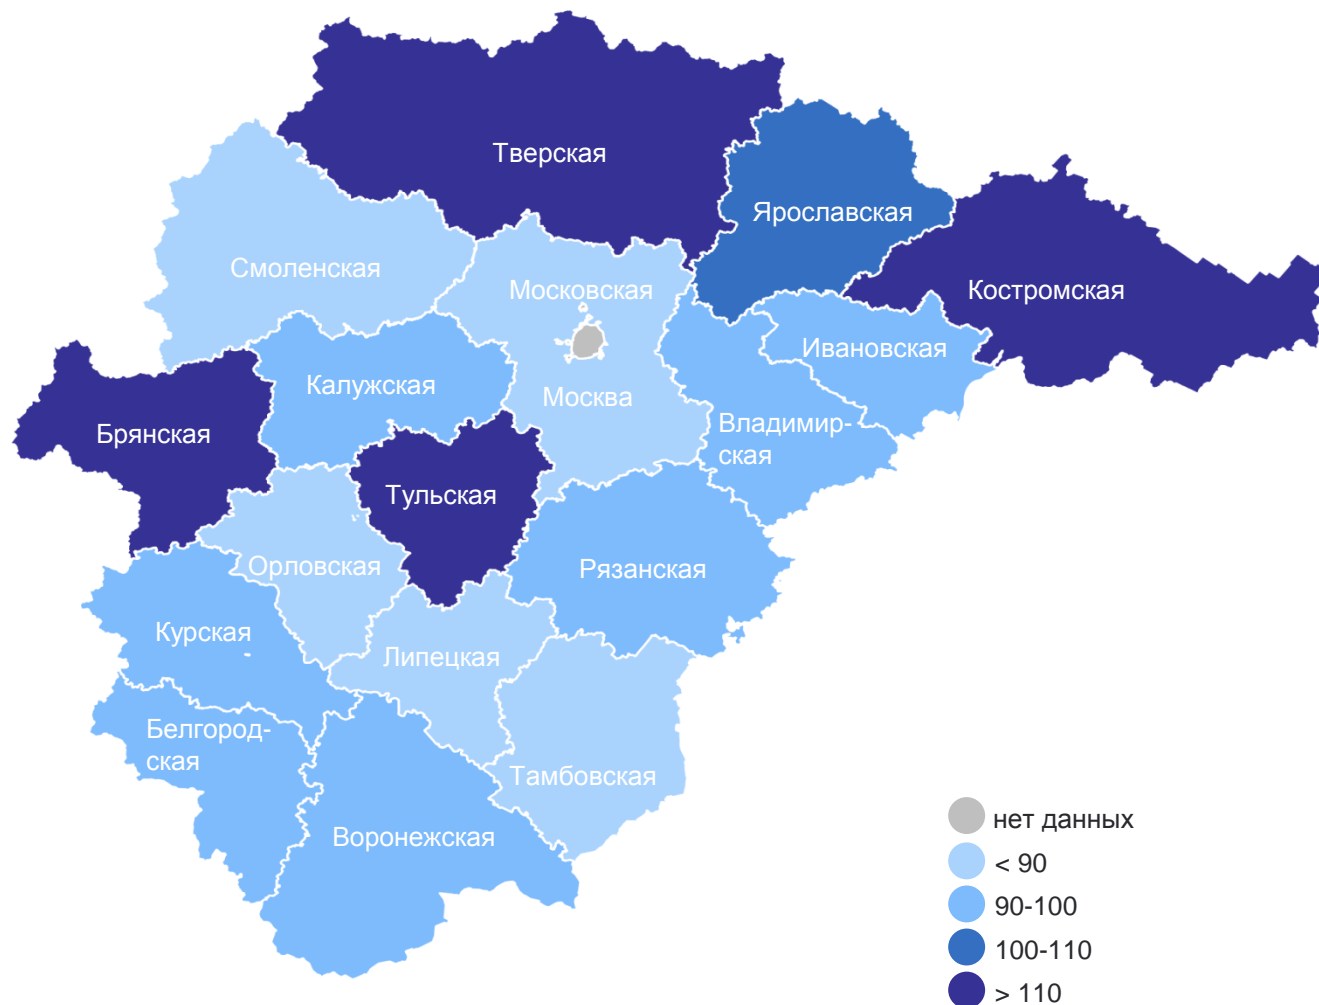 Тверская
Ярославская
Смоленская
Московская
Костромская
Ивановская
Калужская
Москва
Брянская
Владимир-
ская
Тульская
Орловская
Рязанская
Курская
Липецкая
Белгород-
ская
Тамбовская
Воронежская
нет данных
< 90
90-100
100-110
> 110